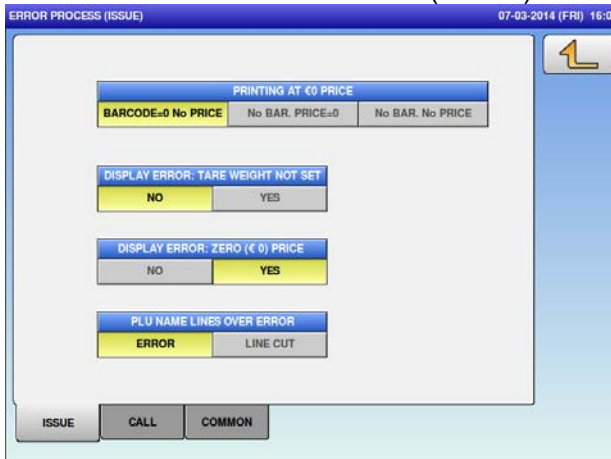 ERROR PROCESS (ISSUE) 07-03-2014 (FRI) 16:0
PRINTING AT €0 PRICE
BARCODE=0 No PRICE No BAR. PRICE=0 No BAR. No PRICE
DISPLAY ERROR: TARE WEIGHT NOT SET
NO YES
DISPLAY ERROR: ZERO (€ 0) PRICE
NO YES
PLU NAME LINES OVER ERROR
ERROR LINE CUT
ISSUE CALL COMMON